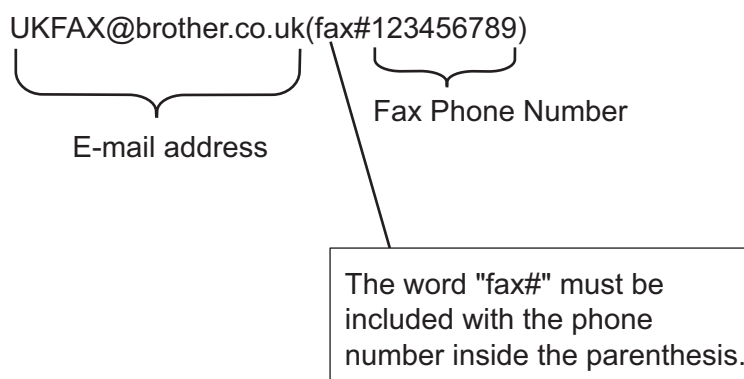 UKFAX@brother.co.uk(fax#123456789)
Fax Phone Number
E-mail address
The word "fax#" must be
included with the phone
number inside the parenthesis.